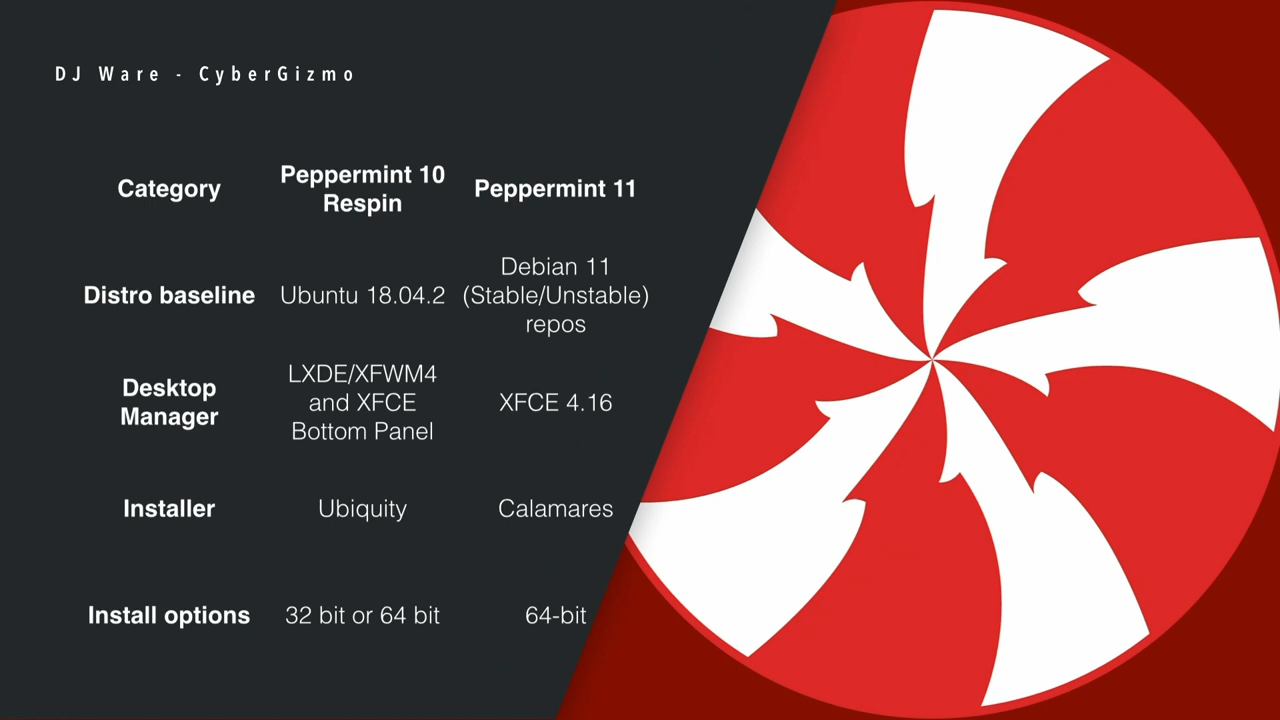 DJ Ware - CyberGizmo
Category
Peppermint 10
Respin
Peppermint 11
Distro baseline
Ubuntu 18.04.2
Debian 11
(Stable/Unstable)
repos
Desktop
Manager
LXDE/XFWM4
and XFCE
Bottom Panel
XFCE 4.16
Installer
Ubiquity
Calamares
Install options
32 bit or 64 bit
64-bit